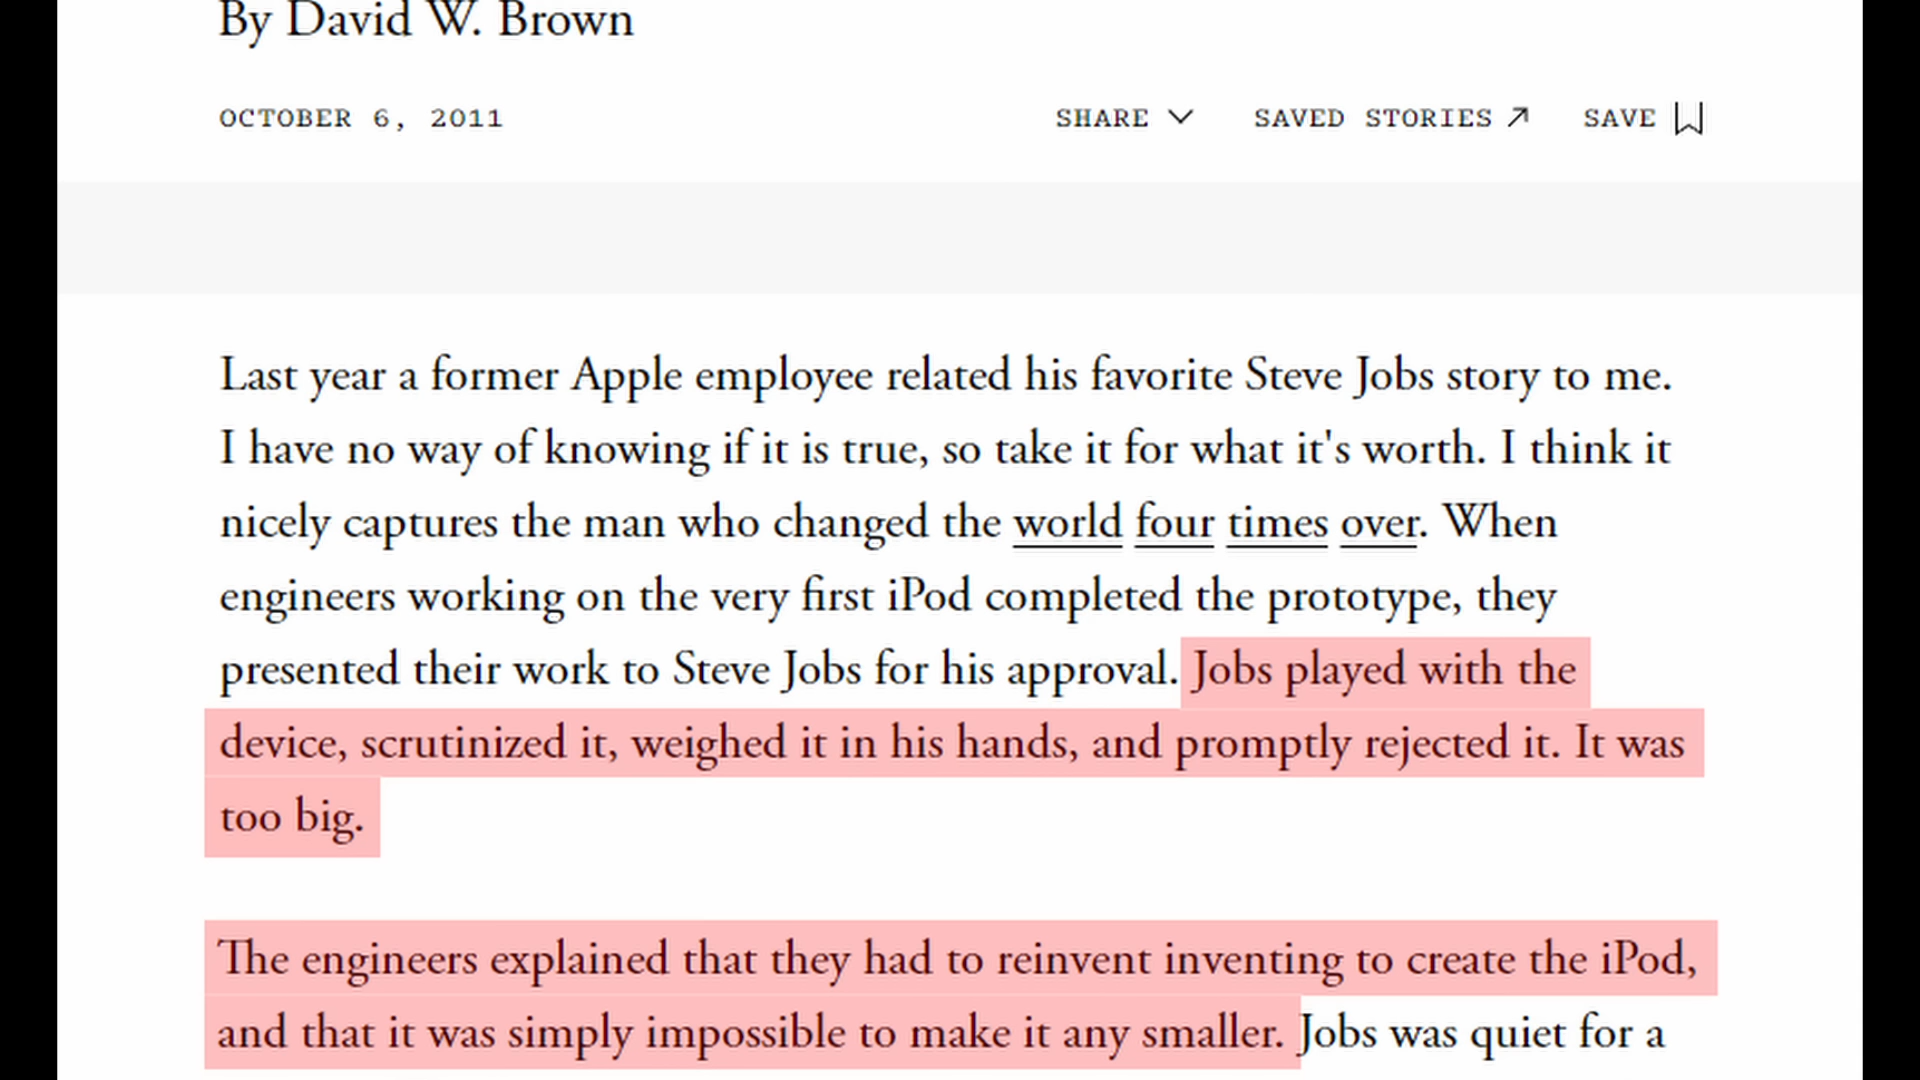 By David W. Brown
OCTOBER 6, 2011
SHARE
SAVED STORIES
SAVE
Last year a former Apple employee related his favorite Steve Jobs story to me.
I have no way of knowing if it is true, so take it for what it's worth. I think it
nicely captures the man who changed the world four times over. When
engineers working on the very first iPod completed the prototype, they
presented their work to Steve Jobs for his approval. Jobs played with the
device, scrutinized it, weighed it in his hands, and promptly rejected it. It was
too big.
The engineers explained that they had to reinvent inventing to create the iPod,
and that it was simply impossible to make it any smaller. Jobs was quiet for a